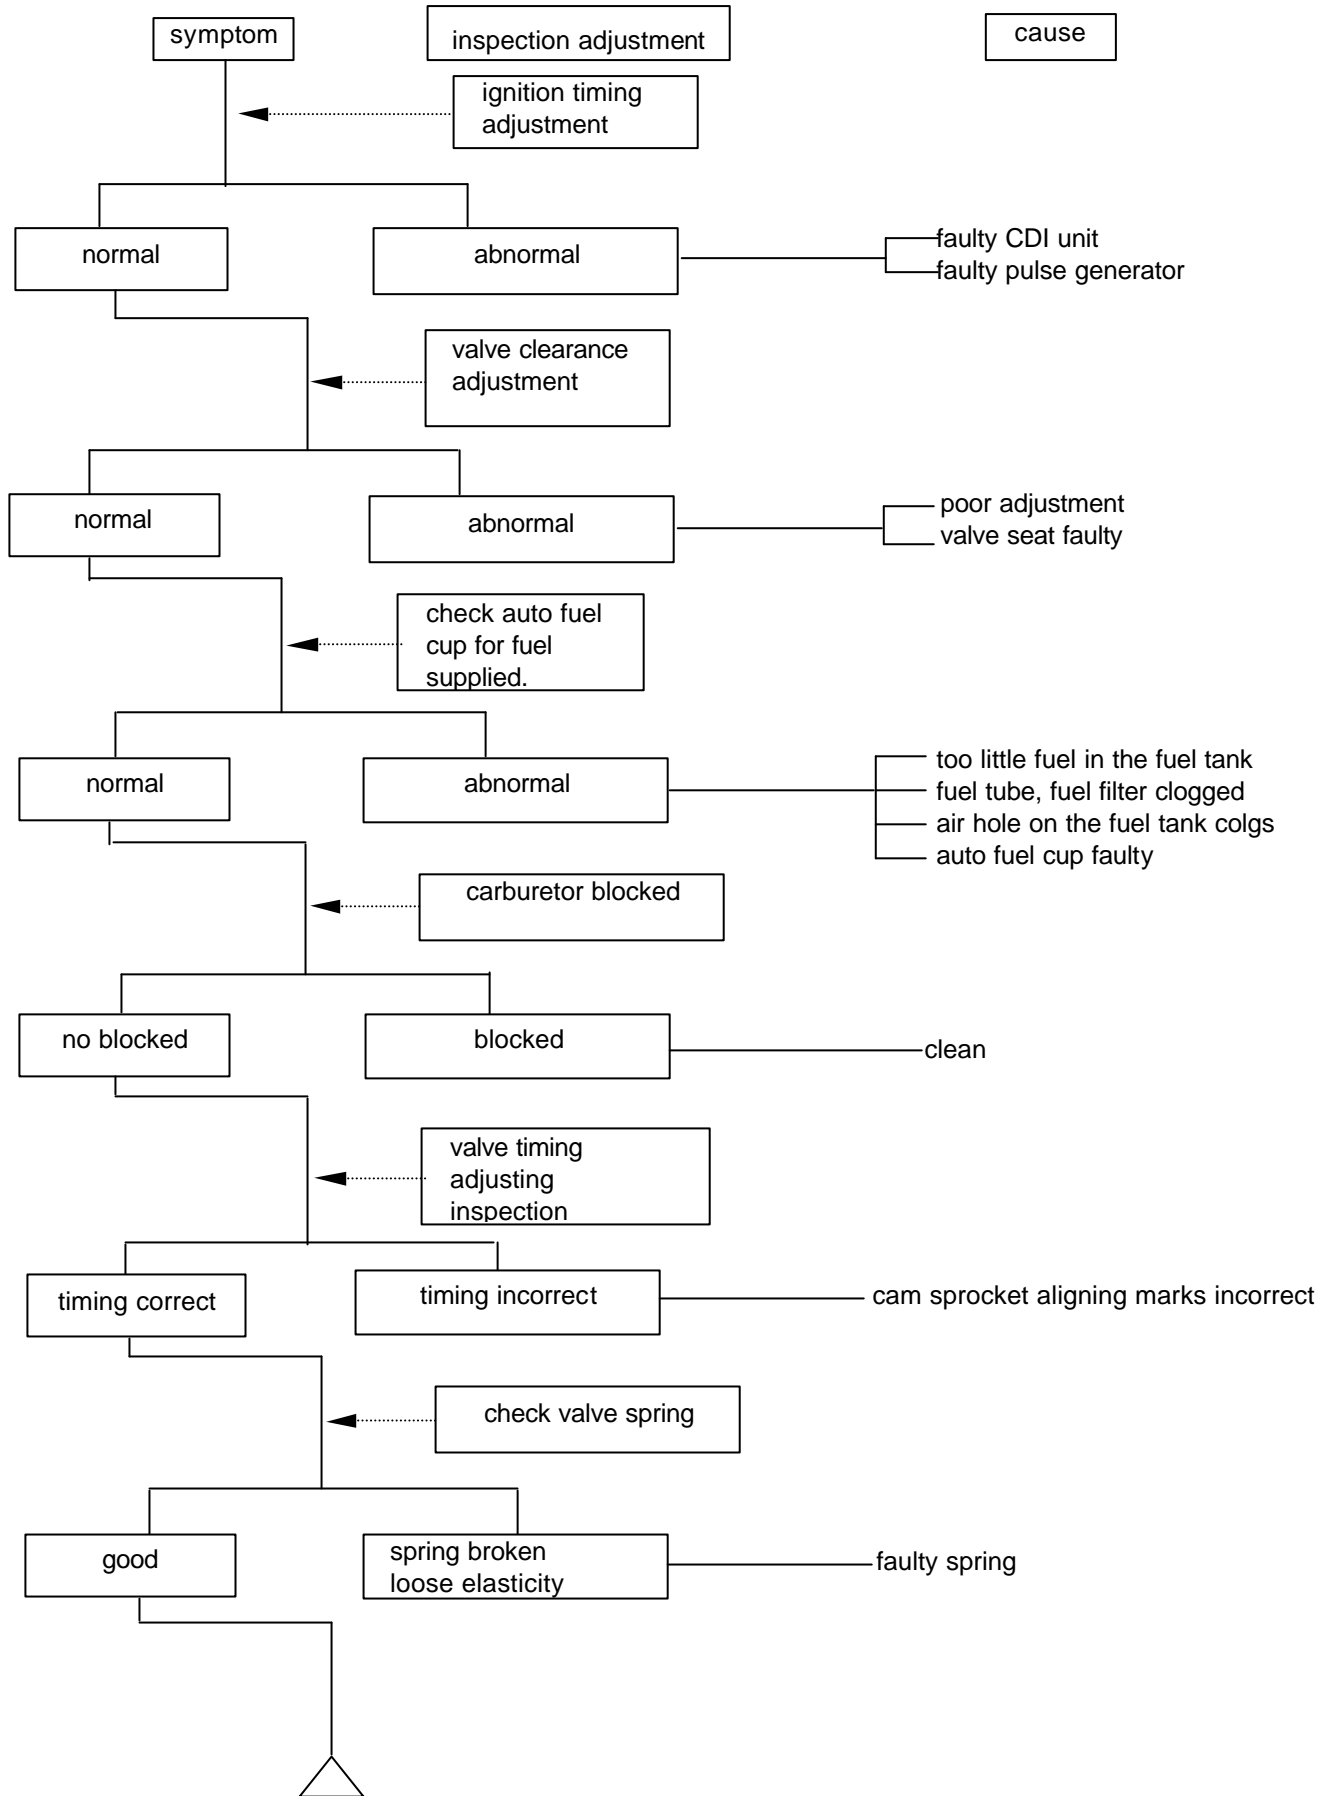 symptom
inspection adjustment
cause
ignition timing
adjustment
normal
abnormal
faulty CDI unit
faulty pulse generator
valve clearance
adjustment
normal
abnormal
poor adjustment
valve seat faulty
check auto fuel
cup for fuel
supplied.
normal
abnormal
too little fuel in the fuel tank
fuel tube, fuel filter clogged
air hole on the fuel tank colgs
auto fuel cup faulty
carburetor blocked
no blocked
blocked
clean
valve timing
adjusting
inspection
timing correct
timing incorrect
cam sprocket aligning marks incorrect
check valve spring
good
spring broken
loose elasticity
faulty spring